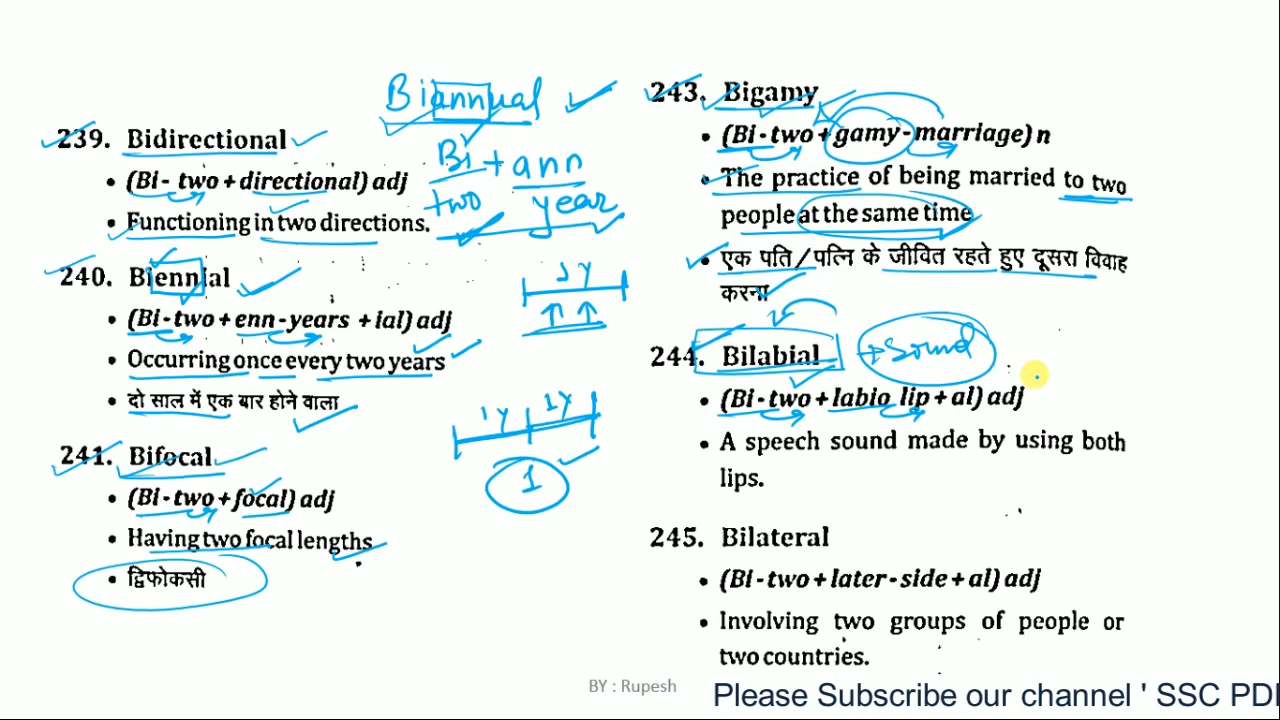 Biannual
Bi + ann
two year
239. Bidirectional
• (Bi - two + directional) adj
• Functioning in two directions.
240. Biennial
• (Bi - two + enn - years + ial) adj
• Occurring once every two years
• दो साल में एक बार होने वाला
1y 1y
1
241. Bifocal
• (Bi - two + focal) adj
• Having two focal lengths
• द्विफोकसी
243. Bigamy
• (Bi - two + gamy - marriage) n
• The practice of being married to two
people at the same time
• एक पति/पत्नि के जीवित रहते हुए दूसरा विवाह
करना
244. Bilabial + Sound
• (Bi - two + labio lip + al) adj
• A speech sound made by using both
lips.
245. Bilateral
• (Bi - two + later - side + al) adj
• Involving two groups of people or
two countries.
BY : Rupesh
Please Subscribe our channel ' SSC PDF